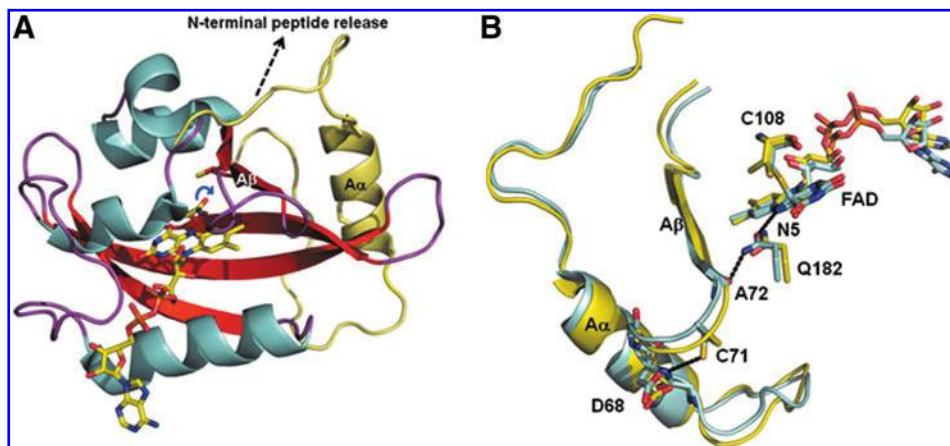 A
N-terminal peptide release
Aβ
Aα
B
C108
FAD
Aβ
N5
Q182
A72
Aα
C71
D68